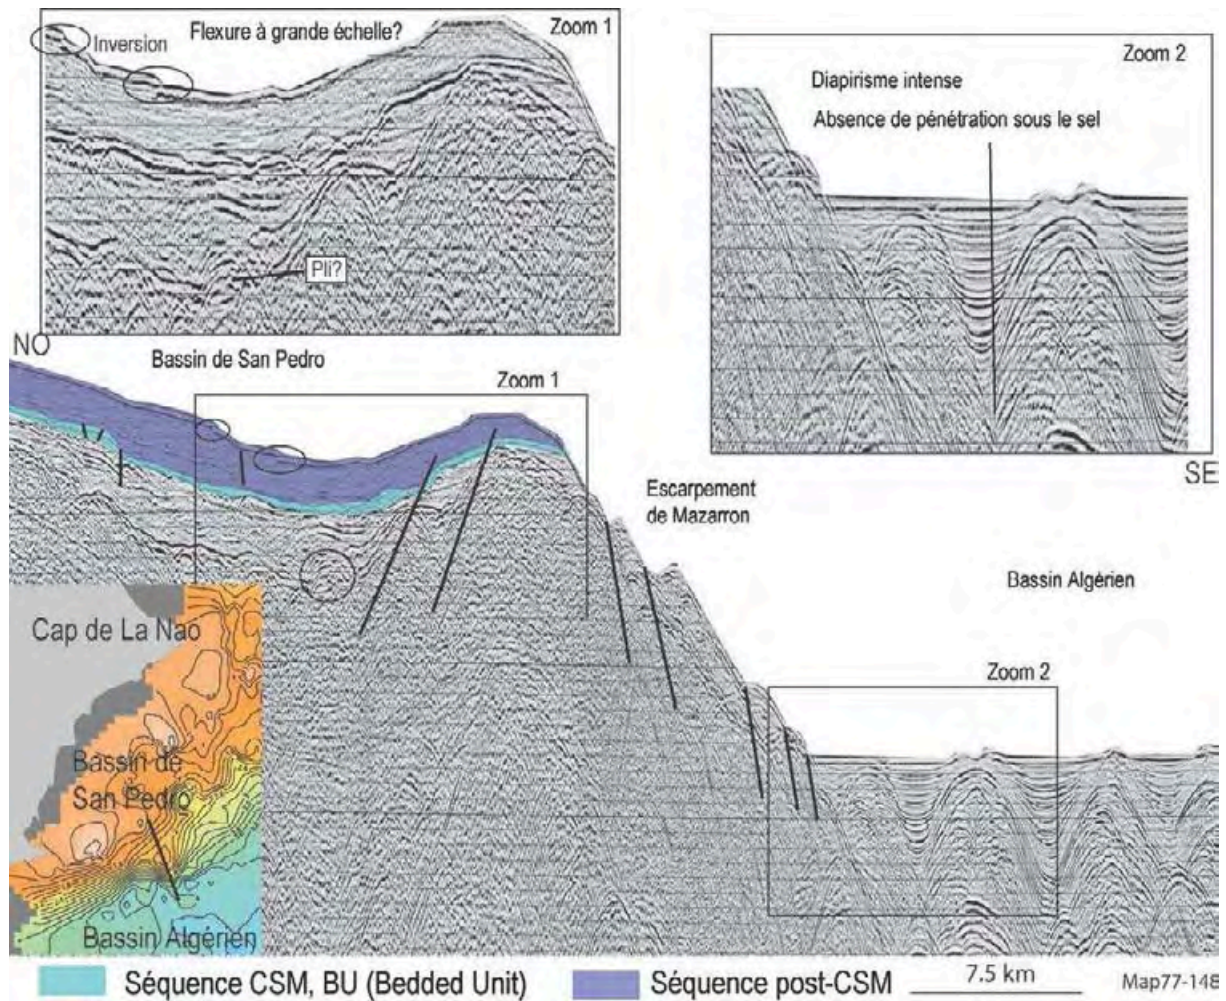 Flexure à grande échelle?
Zoom 1
Inversion
Pli?
Zoom 2
Diapirisme intense
Absence de pénétration sous le sel
NO
SE
Bassin de San Pedro
Zoom 1
Escarpement
de Mazarron
Bassin Algérien
Zoom 2
Cap de La Nao
Bassin de
San Pedro
Bassin Algérien
Séquence CSM, BU (Bedded Unit)
Séquence post-CSM
7.5 km
Map77-148